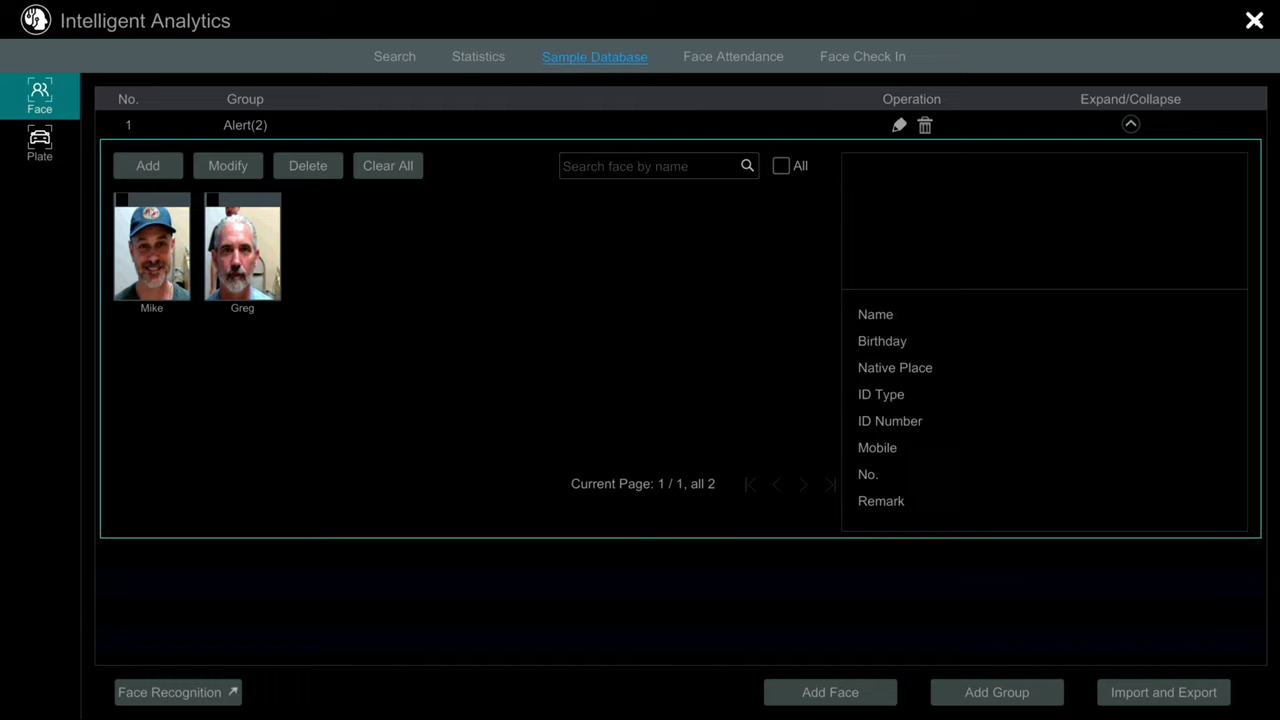 Intelligent Analytics
Search Statistics Sample Database Face Attendance Face Check In
Face
Plate
No. Group Operation Expand/Collapse
1 Alert(2)
Add Modify Delete Clear All Search face by name All
Mike Greg
Name
Birthday
Native Place
ID Type
ID Number
Mobile
No.
Remark
Current Page: 1 / 1, all 2
Face Recognition Add Face Add Group Import and Export